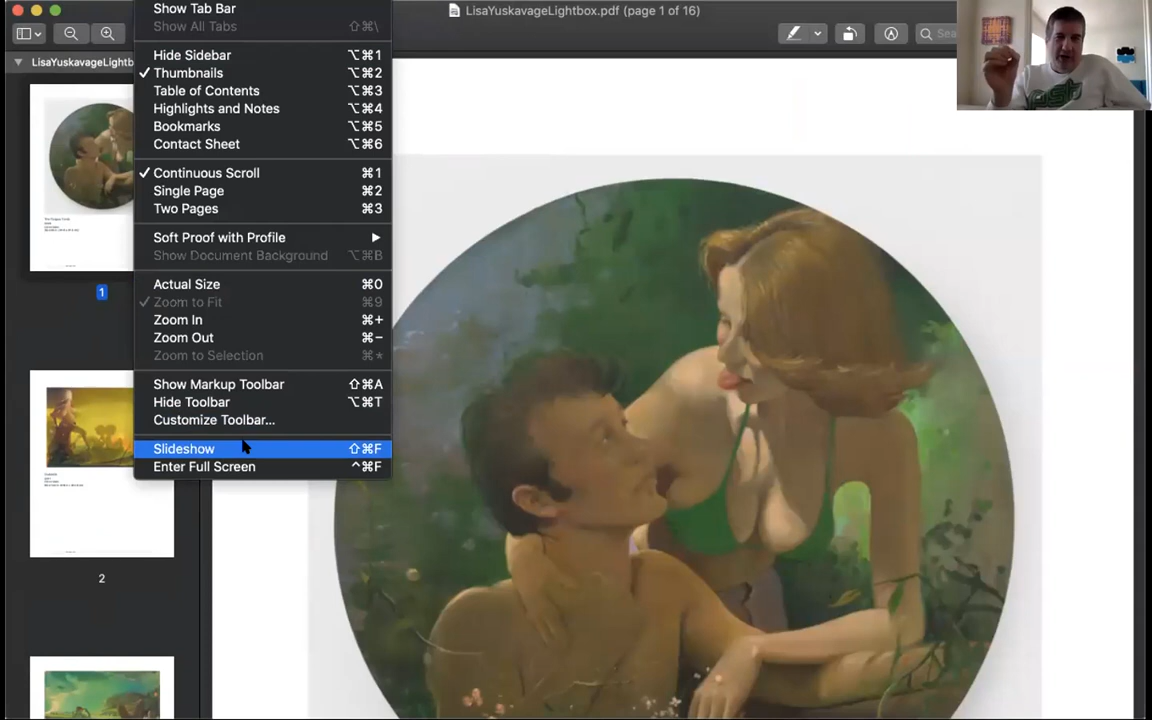 LisaYuskavageLightbox.pdf (page 1 of 16)
Show Tab Bar
Show All Tabs ⇧⌘\
Hide Sidebar ⌥⌘1
✓ Thumbnails ⌥⌘2
Table of Contents ⌥⌘3
Highlights and Notes ⌥⌘4
Bookmarks ⌥⌘5
Contact Sheet ⌥⌘6
✓ Continuous Scroll ⌘1
Single Page ⌘2
Two Pages ⌘3
Soft Proof with Profile
Show Document Background ⌥⌘B
Actual Size ⌘0
✓ Zoom to Fit ⌘9
Zoom In ⌘+
Zoom Out ⌘−
Zoom to Selection ⌘*
Show Markup Toolbar ⇧⌘A
Hide Toolbar ⌥⌘T
Customize Toolbar...
Slideshow ⇧⌘F
Enter Full Screen ^⌘F
LisaYuskavageLightb
1
2
Sea